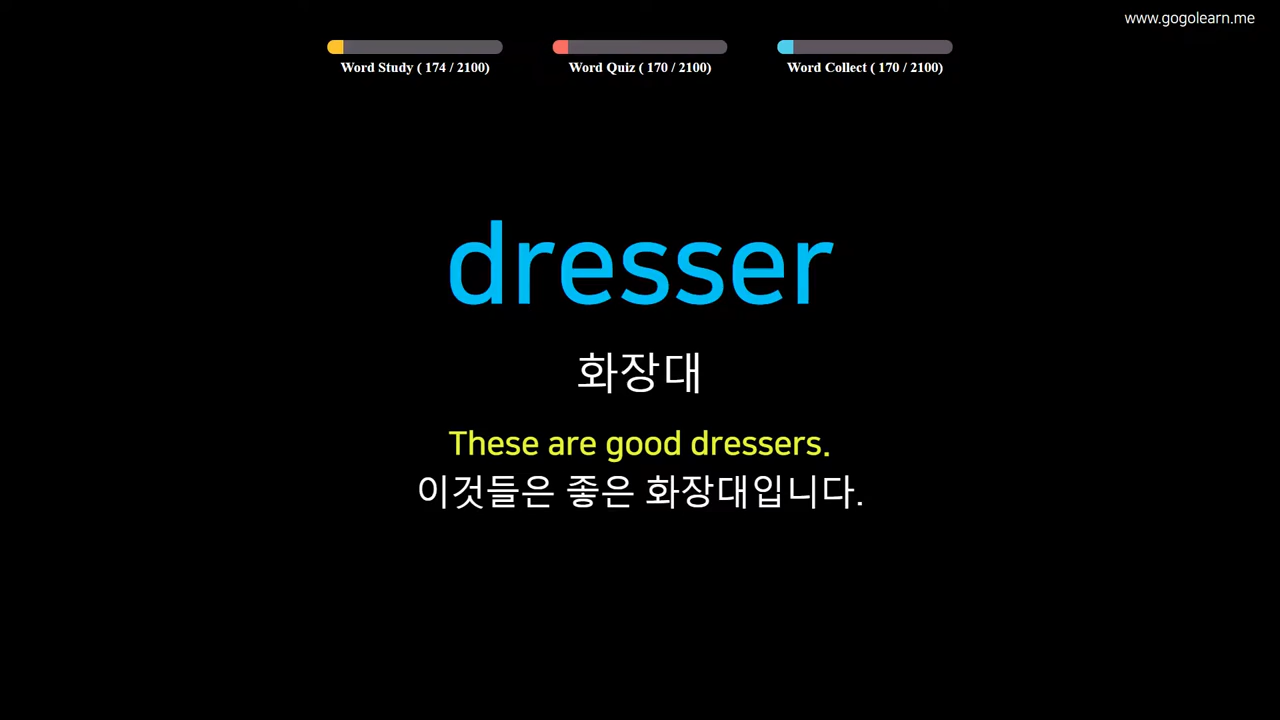 www.gogolearn.me
Word Study ( 174 / 2100)
Word Quiz ( 170 / 2100)
Word Collect ( 170 / 2100)
dresser
화장대
These are good dressers.
이것들은 좋은 화장대입니다.